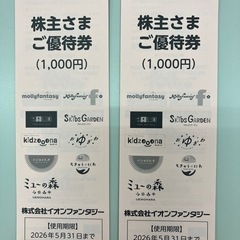 株主さま
ご優待券
(1,000円)
mollyfantasy
SKiDS GARDEN
kidzooona
ゆ
ミューの森
株式会社イオンファンタジー
【使用期限】
2026年5月31日まで
株主さま
ご優待券
(1,000円)
mollyfantasy
SKiDS GARDEN
kidzooona
ゆ
ミューの森
株式会社イオンファンタジー
【使用期限】
2026年5月31日まで